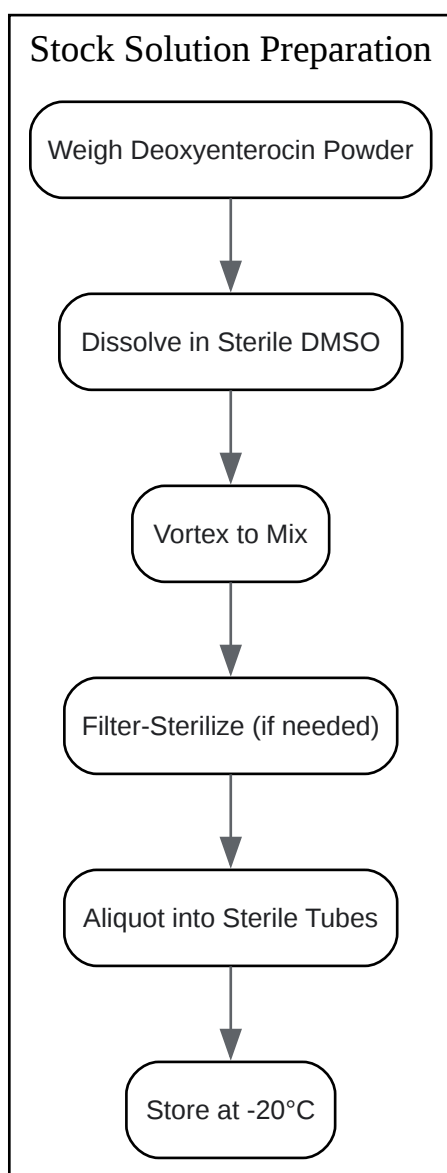 Stock Solution Preparation
Weigh Deoxyenterocin Powder
Dissolve in Sterile DMSO
Vortex to Mix
Filter-Sterilize (if needed)
Aliquot into Sterile Tubes
Store at -20°C